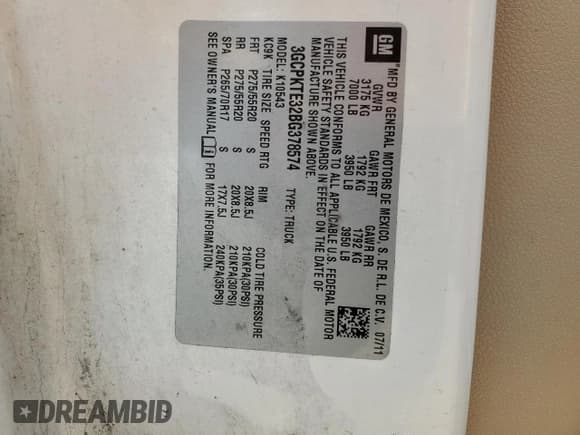 GM MFD BY GENERAL MOTORS DE MEXICO, S. DE R.L. DE C.V. 07/11
GVWR GAWR FRT GAWR RR
3175 KG 1792 KG 1792 KG
7000 LB 3950 LB 3950 LB
THIS VEHICLE CONFORMS TO ALL APPLICABLE U.S. FEDERAL MOTOR
VEHICLE SAFETY STANDARDS IN EFFECT ON THE DATE OF
MANUFACTURE SHOWN ABOVE.
3GCPKTE32BG378574 TYPE: TRUCK
MODEL: K10543
KC9K TIRE SIZE SPEED RTG RIM COLD TIRE PRESSURE
FRT P275/55R20 S 20X8.5J 210KPA(30PSI)
RR P275/55R20 S 20X8.5J 210KPA(30PSI)
SPA P265/70R17 S 17X7.5J 240KPA(35PSI)
SEE OWNER'S MANUAL FOR MORE INFORMATION.
DREAMBID